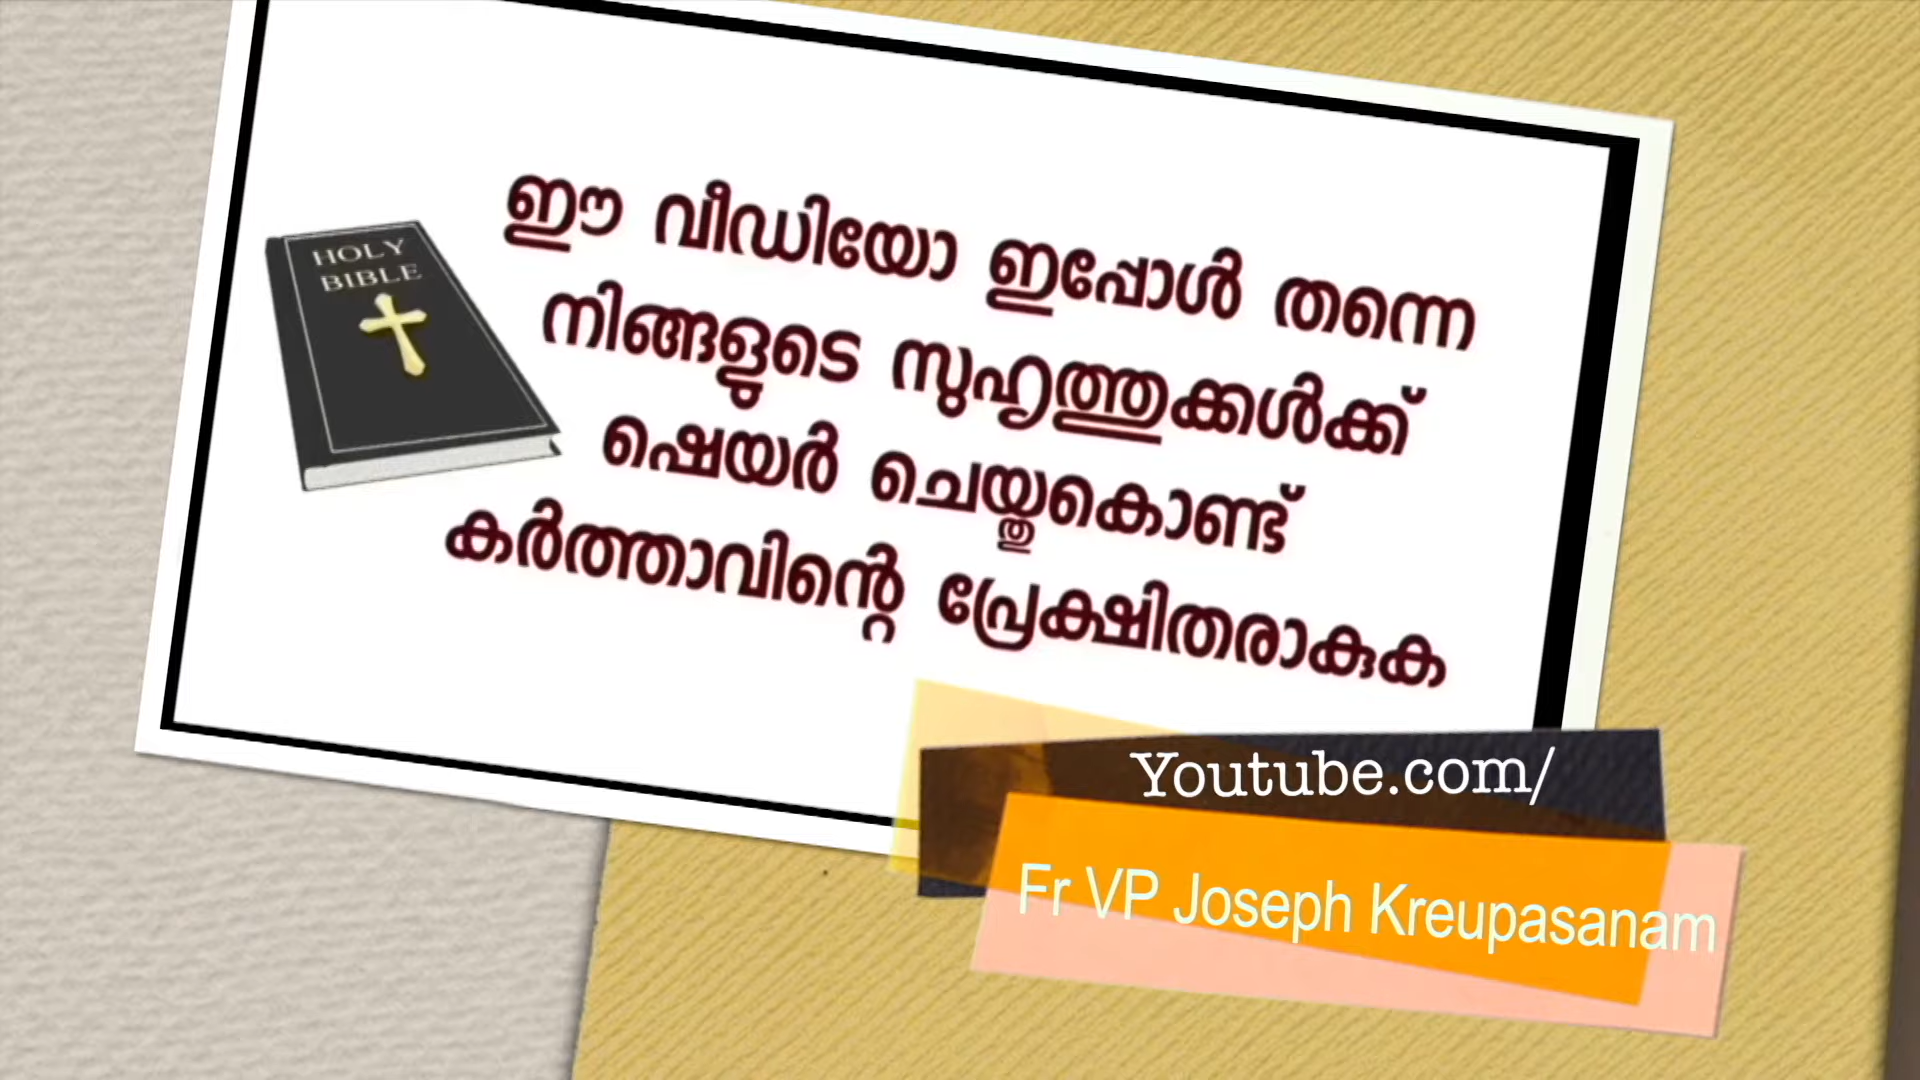 HOLY
BIBLE
ഈ വീഡിയോ ഇപ്പോൾ തന്നെ
നിങ്ങളുടെ സുഹൃത്തുക്കൾക്ക്
ഷെയർ ചെയ്തുകൊണ്ട്
കർത്താവിന്റെ പ്രേക്ഷിതരാകുക
Youtube.com/
Fr VP Joseph Kreupasanam